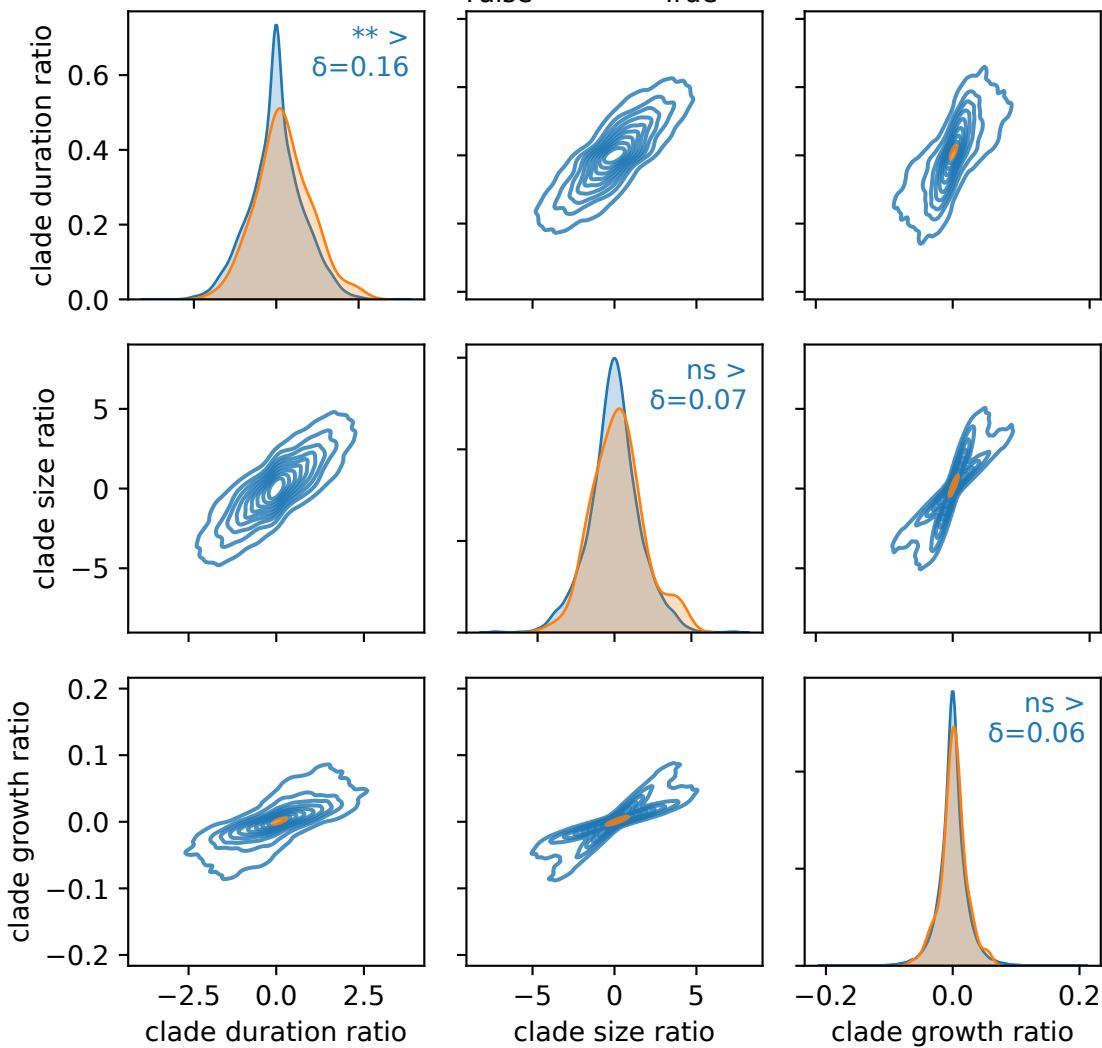 clade duration ratio
0.6
0.4
0.2
0.0
** >
δ=0.16
clade size ratio
5
0
−5
ns >
δ=0.07
clade growth ratio
0.2
0.1
0.0
−0.1
−0.2
ns >
δ=0.06
−2.5 0.0 2.5
clade duration ratio
−5 0 5
clade size ratio
−0.2 0.0 0.2
clade growth ratio